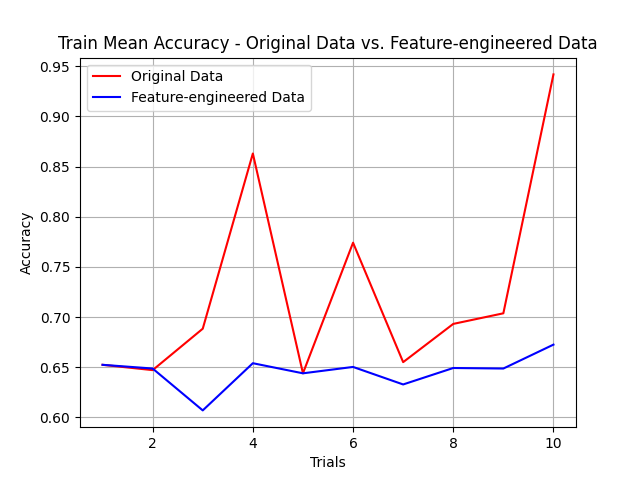 Train Mean Accuracy - Original Data vs. Feature-engineered Data
Original Data
Feature-engineered Data
Accuracy
0.95
0.90
0.85
0.80
0.75
0.70
0.65
0.60
2 4 6 8 10
Trials